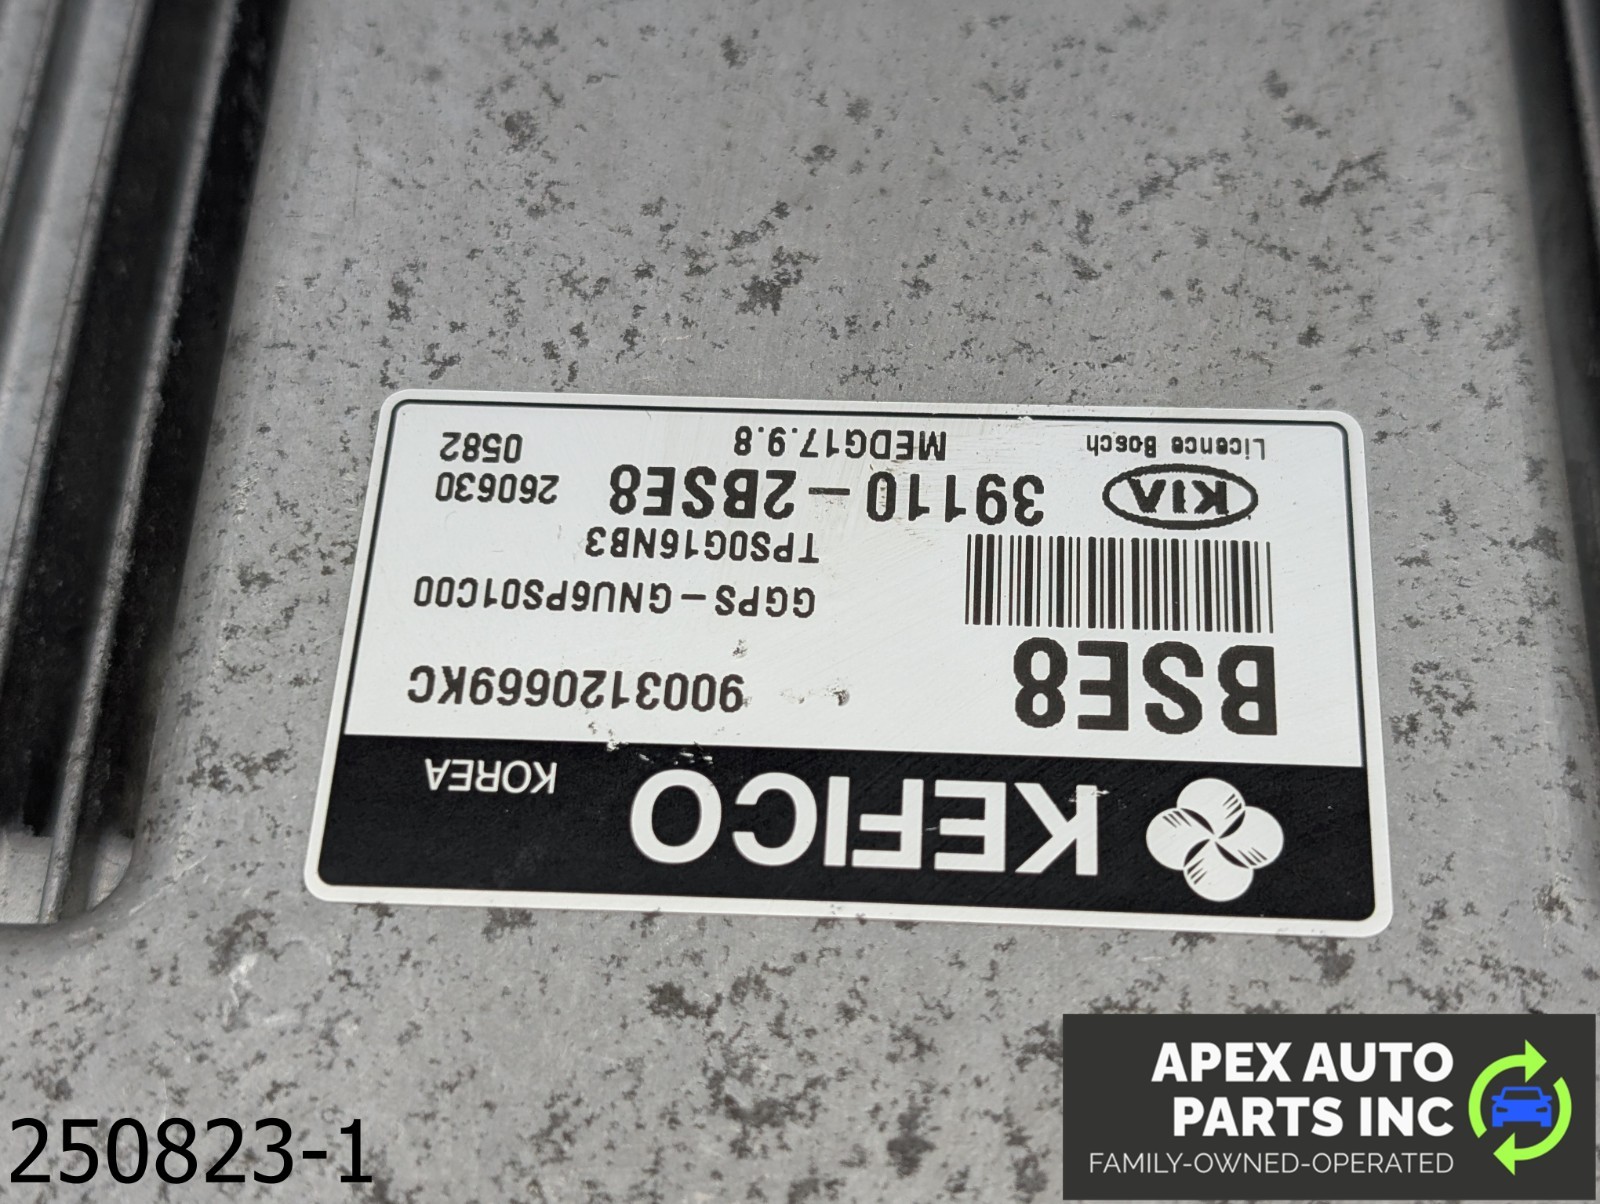 KEFICO KOREA
BSE8 9003120669KC
GGPS-GNU6PS01C00
TPS0G16NB3
KIA 39110-2BSE8 260630
Licence Bosch MEDG17.9.8 0582
250823-1
APEX AUTO
PARTS INC
FAMILY-OWNED-OPERATED